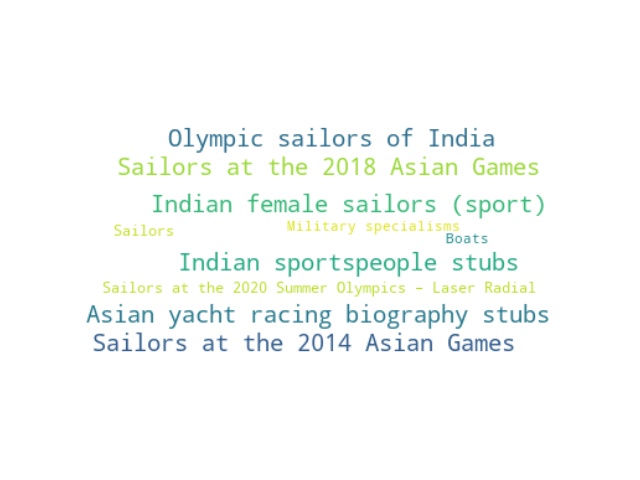 Olympic sailors of India
Sailors at the 2018 Asian Games
Indian female sailors (sport)
Sailors
Military specialisms
Boats
Indian sportspeople stubs
Sailors at the 2020 Summer Olympics – Laser Radial
Asian yacht racing biography stubs
Sailors at the 2014 Asian Games